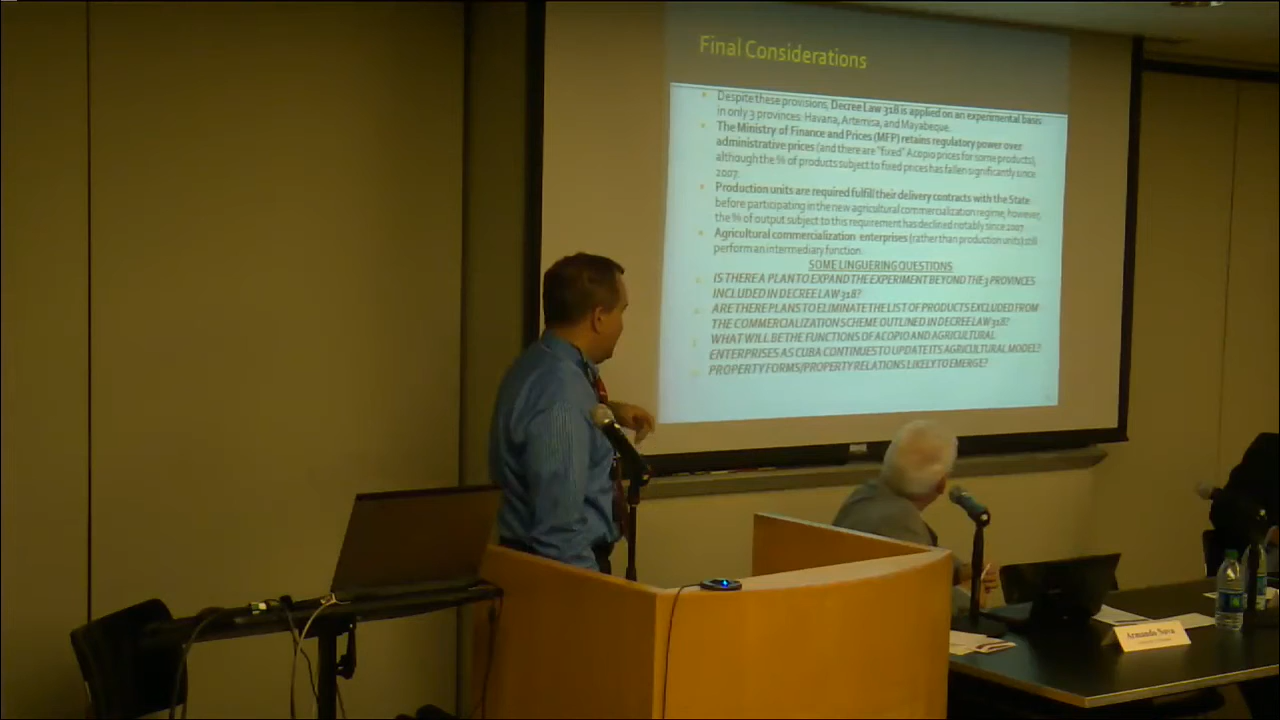 Final Considerations
Despite these provisions, Decree Law 318 is applied on an experimental basis
in only 3 provinces: Havana, Artemisa, and Mayabeque.
The Ministry of Finance and Prices (MFP) retains regulatory power over
administrative prices (and there are "fixed" Acopio prices for some products),
although the % of products subject to fixed prices has fallen significantly since
2007.
Production units are required fulfill their delivery contracts with the State
before participating in the new agricultural commercialization regime, however,
the % of output subject to this requirement has declined notably since 2007.
Agricultural commercialization enterprises (rather than production units) still
perform an intermediary function.
SOME LINGUERING QUESTIONS:
IS THERE A PLAN TO EXPAND THE EXPERIMENT BEYOND THE 3 PROVINCES
INCLUDED IN DECREE LAW 318?
ARE THERE PLANS TO ELIMINATE THE LIST OF PRODUCTS EXCLUDED FROM
THE COMMERCIALIZATION SCHEME OUTLINED IN DECREE LAW 318?
WHAT WILL BE THE FUNCTIONS OF ACOPIO AND AGRICULTURAL
ENTERPRISES AS CUBA CONTINUES TO UPDATE ITS AGRICULTURAL MODEL?
PROPERTY FORMS/PROPERTY RELATIONS LIKELY TO EMERGE?
Armando Nova